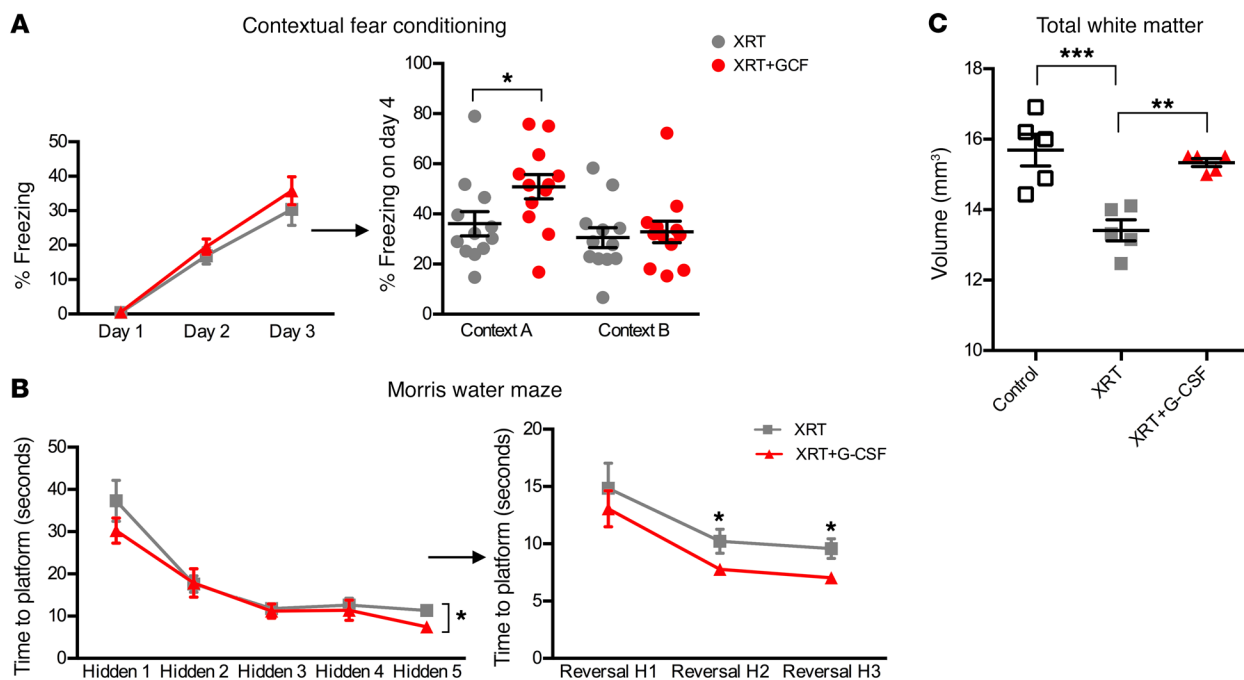 A
Contextual fear conditioning
% Freezing
50
40
30
20
10
0
Day 1 Day 2 Day 3
% Freezing on day 4
100
80
60
40
20
0
*
Context A Context B
XRT
XRT+GCF
B
Morris water maze
Time to platform (seconds)
50
40
30
20
10
0
*
Hidden 1 Hidden 2 Hidden 3 Hidden 4 Hidden 5
Time to platform (seconds)
20
15
10
5
0
* *
Reversal H1 Reversal H2 Reversal H3
XRT
XRT+G-CSF
C
Total white matter
Volume (mm³)
18
16
14
12
10
***
**
Control
XRT
XRT+G-CSF